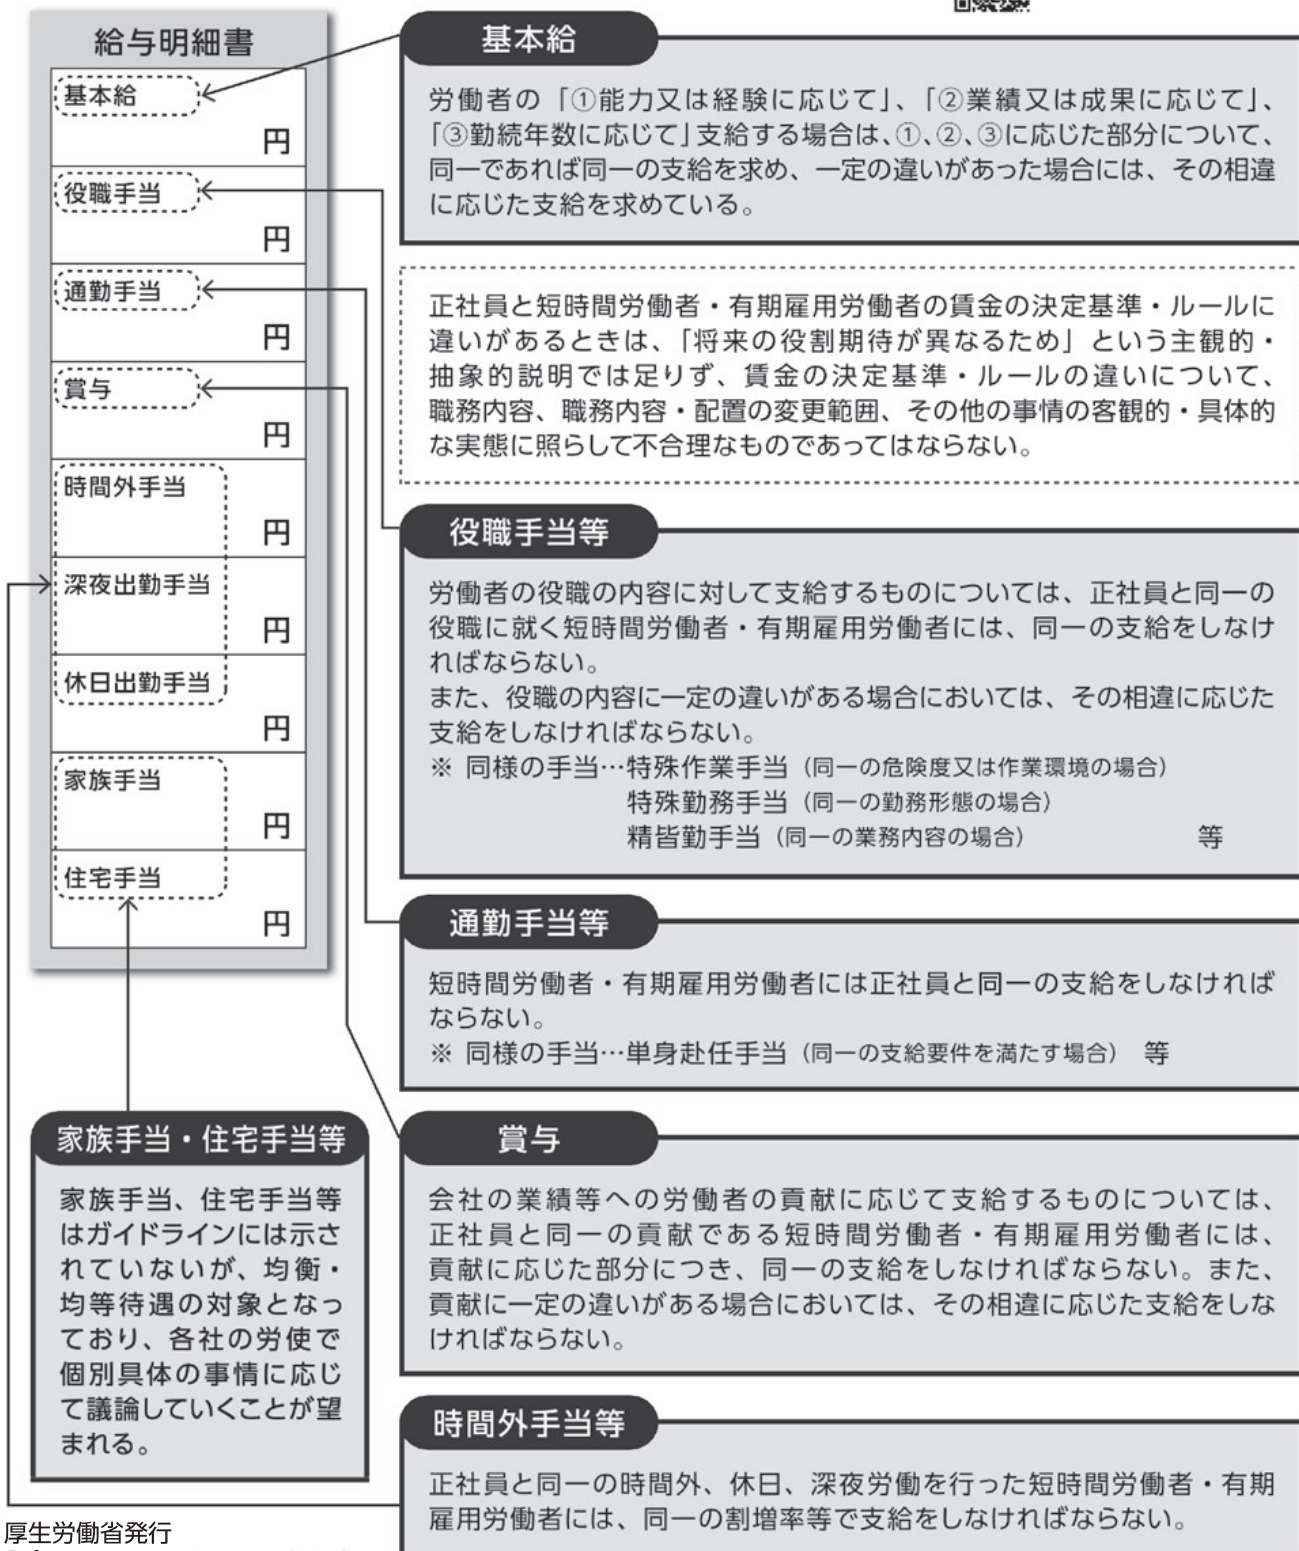 給与明細書
基本給
円
役職手当
円
通勤手当
円
賞与
円
時間外手当
円
深夜出勤手当
円
休日出勤手当
円
家族手当
円
住宅手当
円
基本給
労働者の「①能力又は経験に応じて」、「②業績又は成果に応じて」、
「③勤続年数に応じて」支給する場合は、①、②、③に応じた部分について、
同一であれば同一の支給を求め、一定の違いがあった場合には、その相違
に応じた支給を求めている。
正社員と短時間労働者・有期雇用労働者の賃金の決定基準・ルールに
違いがあるときは、「将来の役割期待が異なるため」という主観的・
抽象的説明では足りず、賃金の決定基準・ルールの違いについて、
職務内容、職務内容・配置の変更範囲、その他の事情の客観的・具体的
な実態に照らして不合理なものであってはならない。
役職手当等
労働者の役職の内容に対して支給するものについては、正社員と同一の
役職に就く短時間労働者・有期雇用労働者には、同一の支給をしなけ
ればならない。
また、役職の内容に一定の違いがある場合においては、その相違に応じた
支給をしなければならない。
※ 同様の手当…特殊作業手当（同一の危険度又は作業環境の場合）
特殊勤務手当（同一の勤務形態の場合）
精皆勤手当（同一の業務内容の場合） 等
通勤手当等
短時間労働者・有期雇用労働者には正社員と同一の支給をしなければ
ならない。
※ 同様の手当…単身赴任手当（同一の支給要件を満たす場合） 等
家族手当・住宅手当等
家族手当、住宅手当等
はガイドラインには示さ
れていないが、均衡・
均等待遇の対象となっ
ており、各社の労使で
個別具体の事情に応じ
て議論していくことが望
まれる。
賞与
会社の業績等への労働者の貢献に応じて支給するものについては、
正社員と同一の貢献である短時間労働者・有期雇用労働者には、
貢献に応じた部分につき、同一の支給をしなければならない。また、
貢献に一定の違いがある場合においては、その相違に応じた支給をしな
ければならない。
時間外手当等
正社員と同一の時間外、休日、深夜労働を行った短時間労働者・有期
雇用労働者には、同一の割増率等で支給をしなければならない。
厚生労働省発行